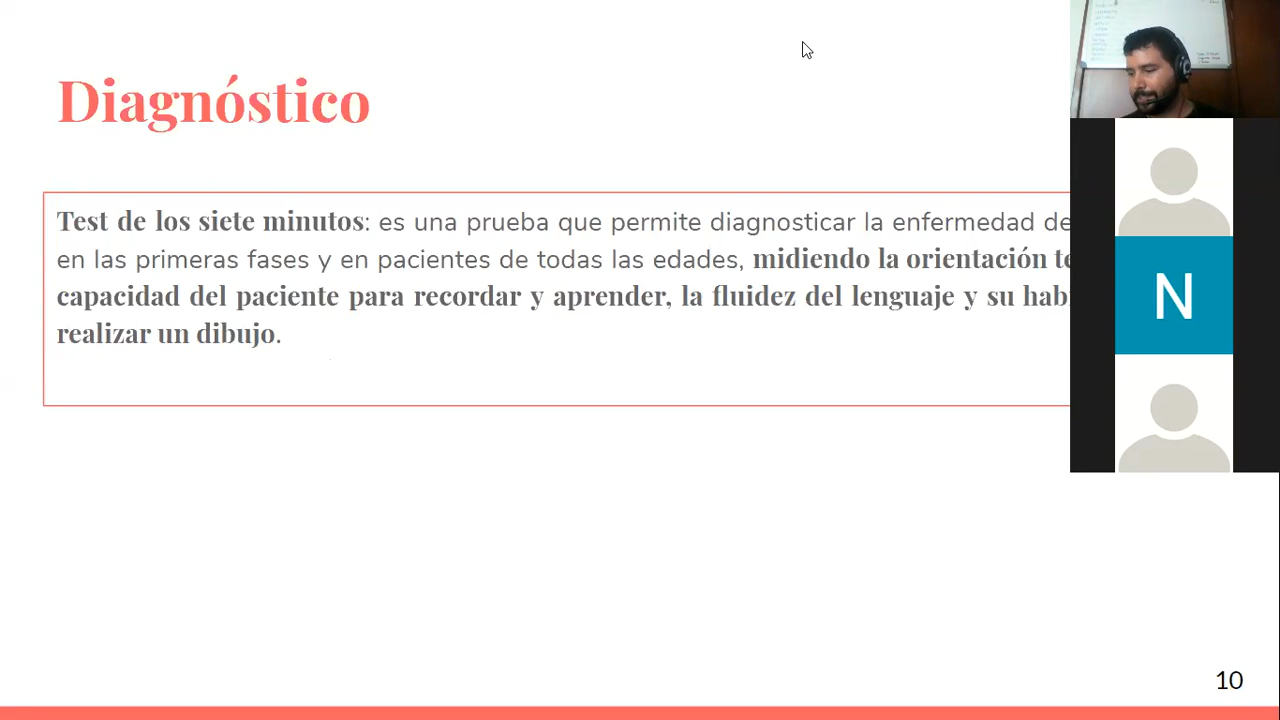 Diagnóstico
Test de los siete minutos: es una prueba que permite diagnosticar la enfermedad de
en las primeras fases y en pacientes de todas las edades, midiendo la orientación
capacidad del paciente para recordar y aprender, la fluidez del lenguaje y su
realizar un dibujo.
N
10